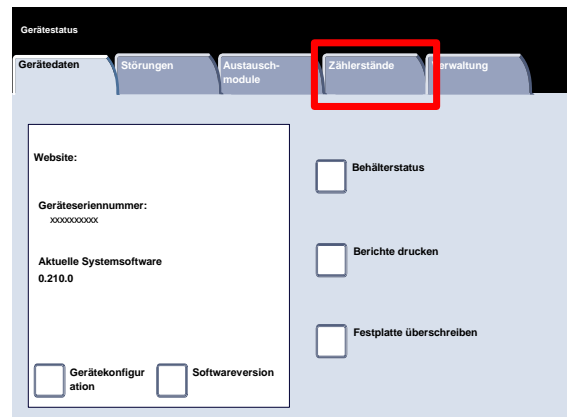 Gerätestatus
Gerätedaten
Störungen
Austausch-
module
Zählerstände
erwaltung
Website:
Geräteseriennummer:
xxxxxxxxxx
Aktuelle Systemsoftware
0.210.0
Gerätekonfigur
ation
Softwareversion
Behälterstatus
Berichte drucken
Festplatte überschreiben